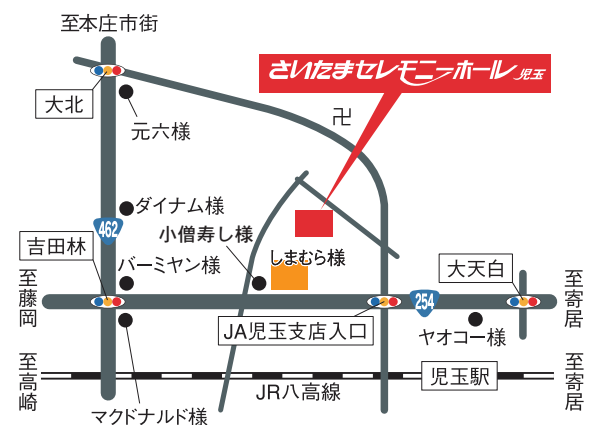 至本庄市街
さいたまセレモニーホール児玉
大北
卍
元六様
ダイナム様
462
小僧寿し様
吉田林
しまむら様
バーミヤン様
大天白
至藤岡
254
至寄居
JA児玉支店入口
ヤオコー様
至高崎
児玉駅
至寄居
JR八高線
マクドナルド様